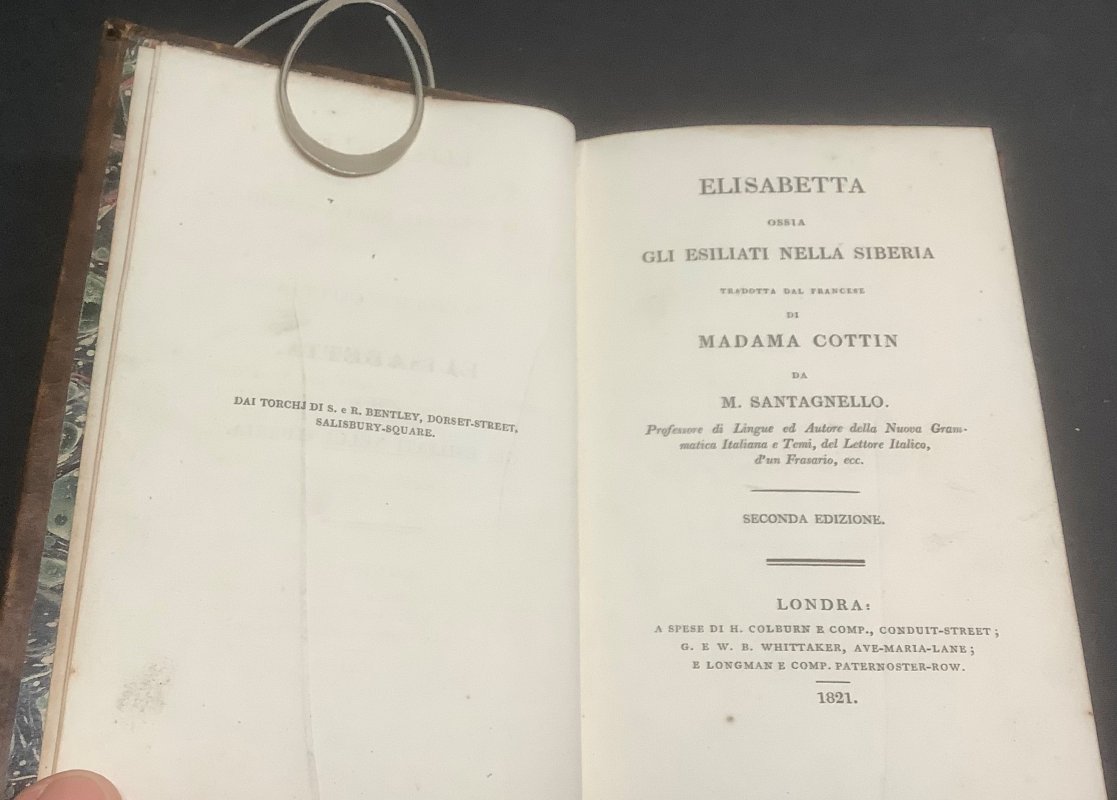 DAI TORCHJ DI S. e R. BENTLEY, DORSET-STREET,
SALISBURY-SQUARE.
ELISABETTA
OSSIA
GLI ESILIATI NELLA SIBERIA
TRADOTTA DAL FRANCESE
DI
MADAMA COTTIN
DA
M. SANTAGNELLO.
Professore di Lingue ed Autore della Nuova Gram-
matica Italiana e Temi, del Lettore Italico,
d'un Frasario, ecc.
SECONDA EDIZIONE.
LONDRA:
A SPESE DI H. COLBURN E COMP., CONDUIT-STREET;
G. E W. B. WHITTAKER, AVE-MARIA-LANE;
E LONGMAN E COMP. PATERNOSTER-ROW.
1821.